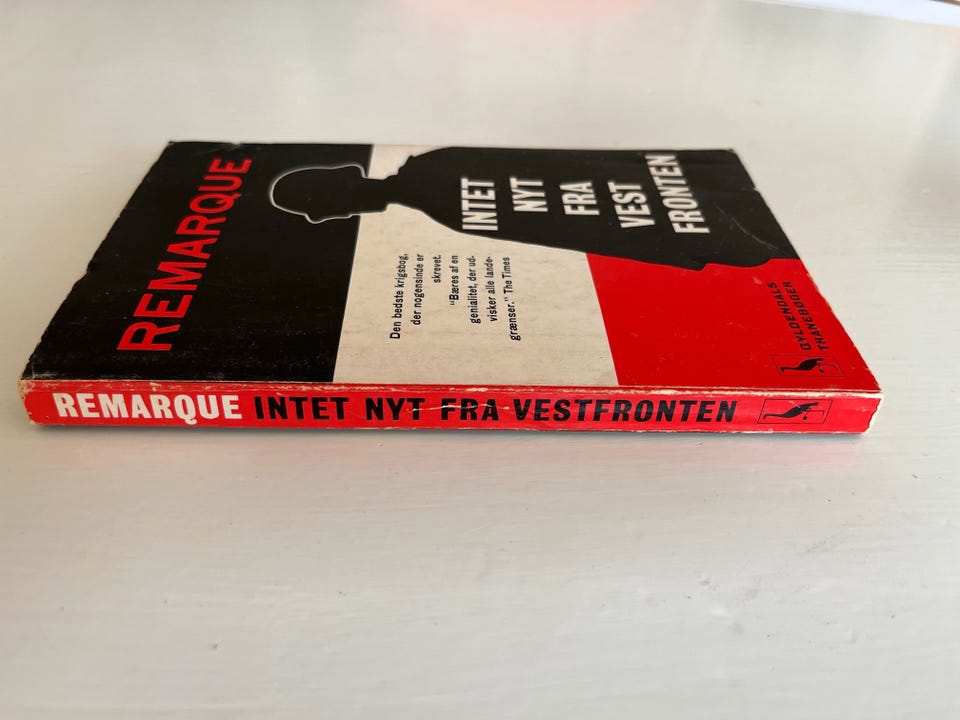 REMARQUE
INTET
NYT
FRA
VEST
FRONTEN
Den bedste krigsbog,
der nogensinde er
skrevet.
"Bæres af en
genialitet, der ud-
visker alle lande-
grænser." The Times
GYLDENDALS
TRANEBØGER
REMARQUE INTET NYT FRA VESTFRONTEN